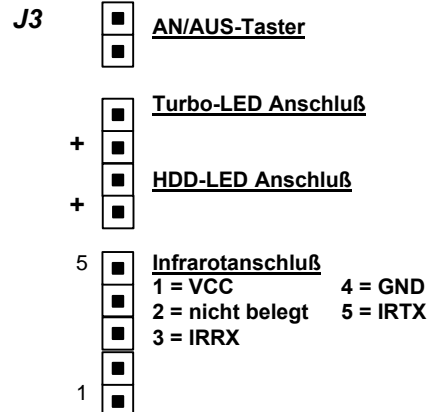 J3
AN/AUS-Taster
Turbo-LED Anschluß
+
HDD-LED Anschluß
+
5 Infrarotanschluß
1 = VCC 4 = GND
2 = nicht belegt 5 = IRTX
3 = IRRX
1